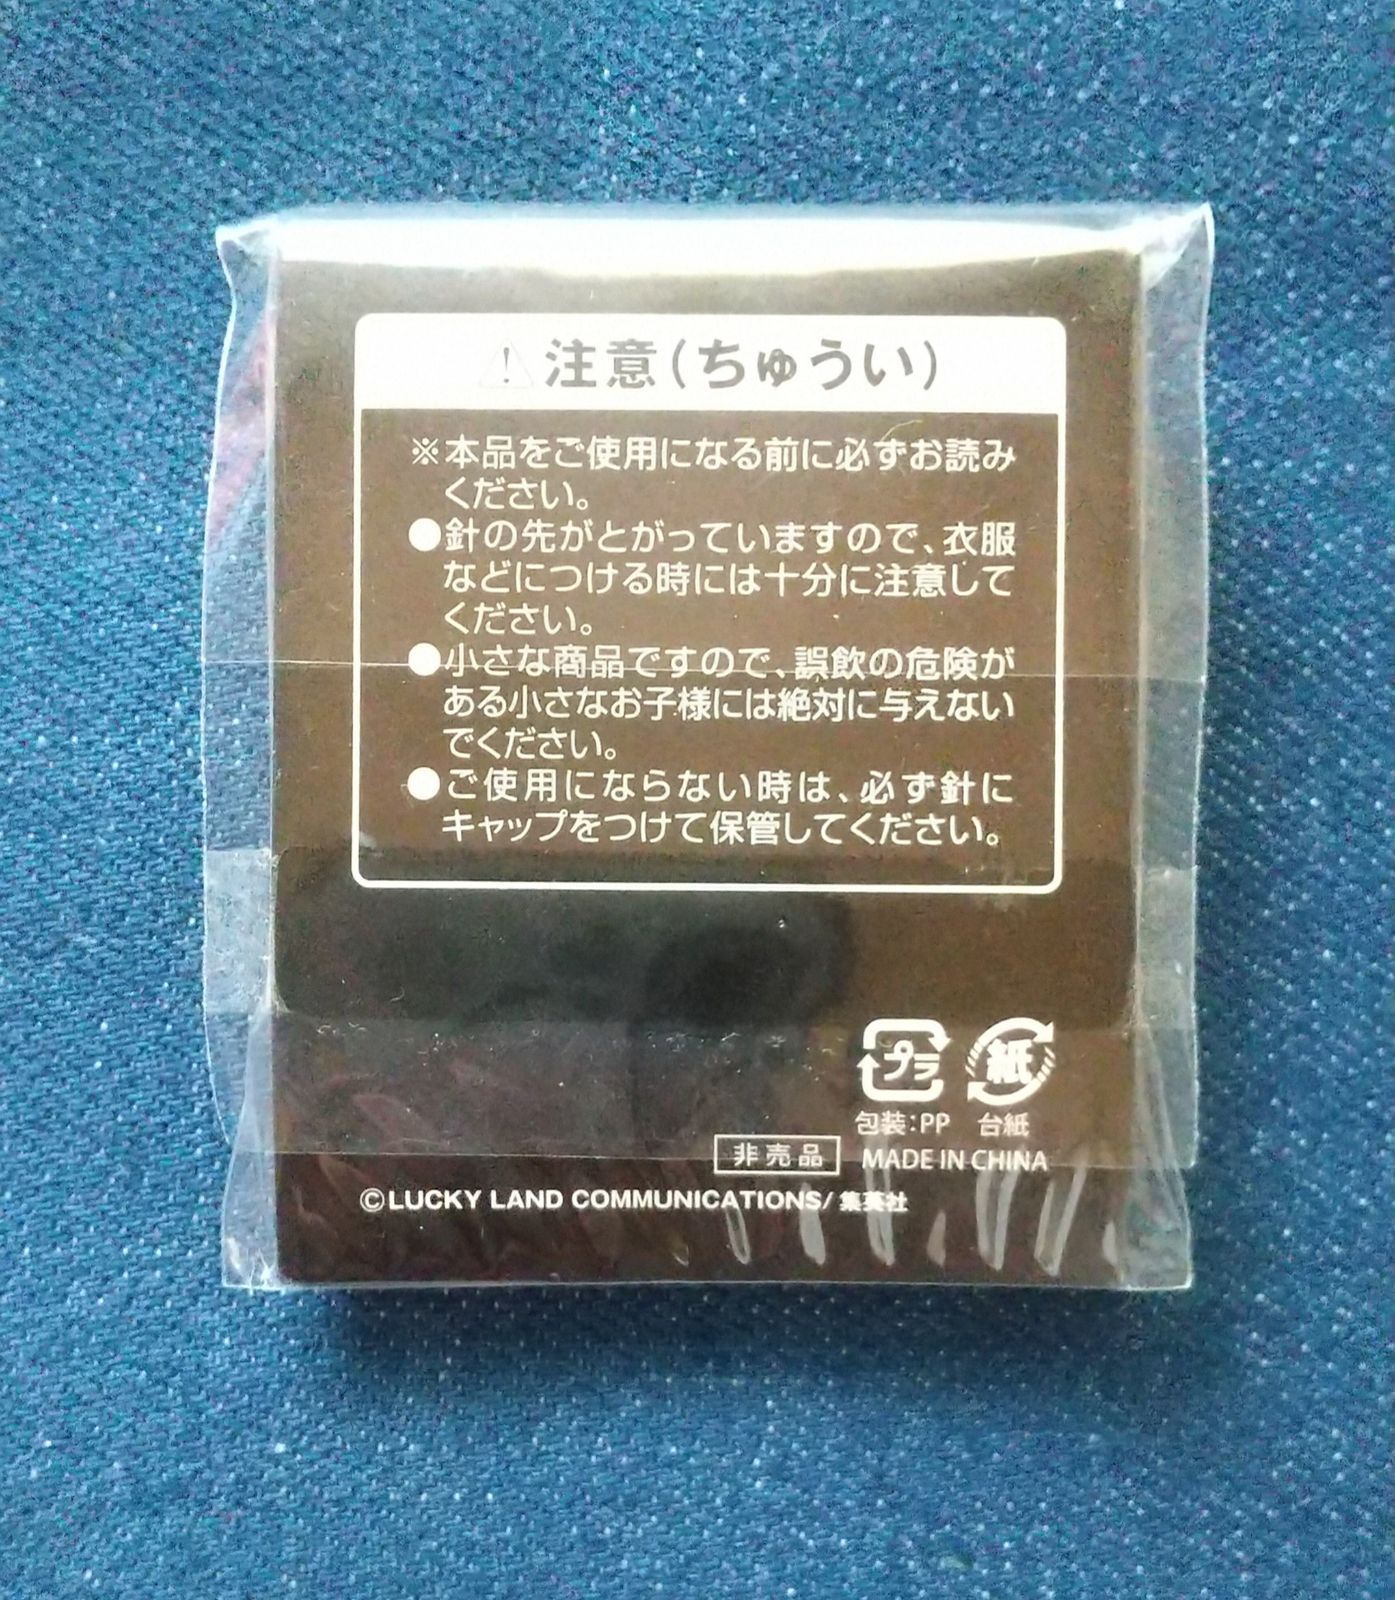 注意(ちゅうい)
※本品をご使用になる前に必ずお読み
ください。
●針の先がとがっていますので、衣服
などにつける時には十分に注意して
ください。
●小さな商品ですので、誤飲の危険が
ある小さなお子様には絶対に与えない
でください。
●ご使用にならない時は、必ず針に
キャップをつけて保管してください。
プラ 紙
包装:PP 台紙
非売品 MADE IN CHINA
©LUCKY LAND COMMUNICATIONS/集英社